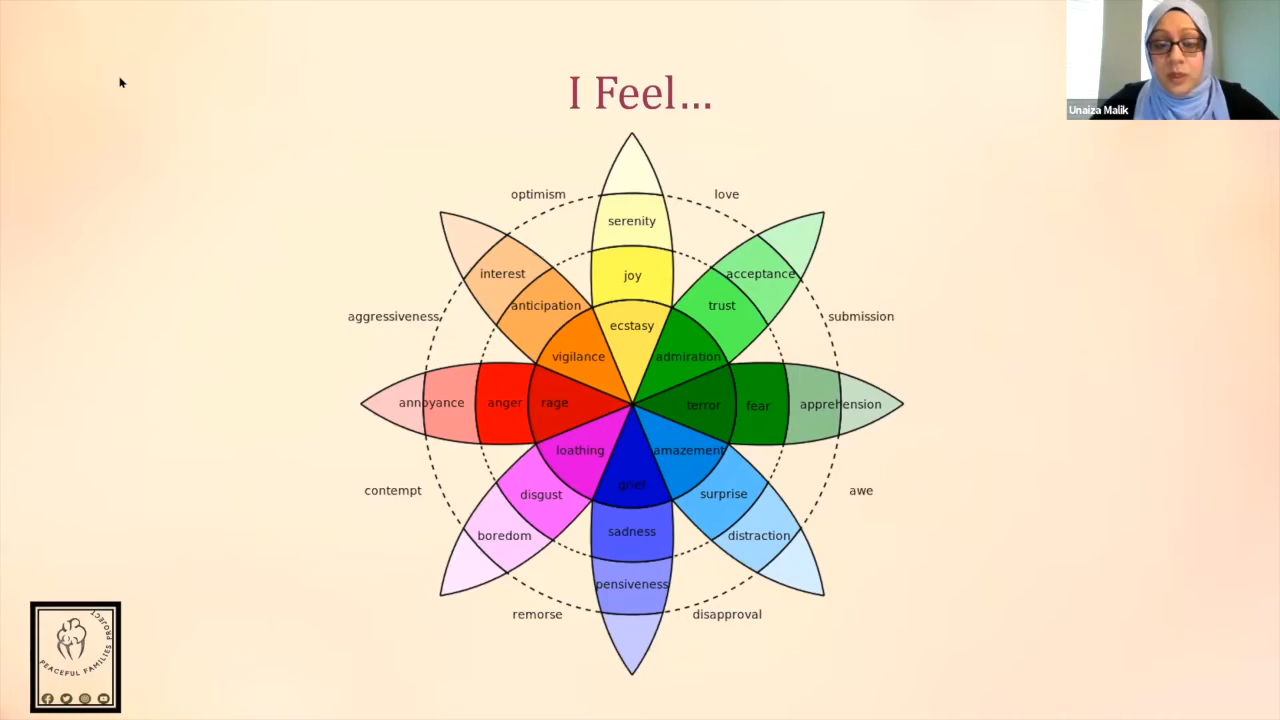 Unaiza Malik
I Feel...
optimism
love
serenity
interest
joy
acceptance
anticipation
trust
ecstasy
aggressiveness
submission
vigilance
admiration
annoyance
anger
rage
terror
fear
apprehension
loathing
grief
amazement
contempt
disgust
surprise
awe
boredom
sadness
distraction
pensiveness
remorse
disapproval
PEACEFUL FAMILIES PROJECT